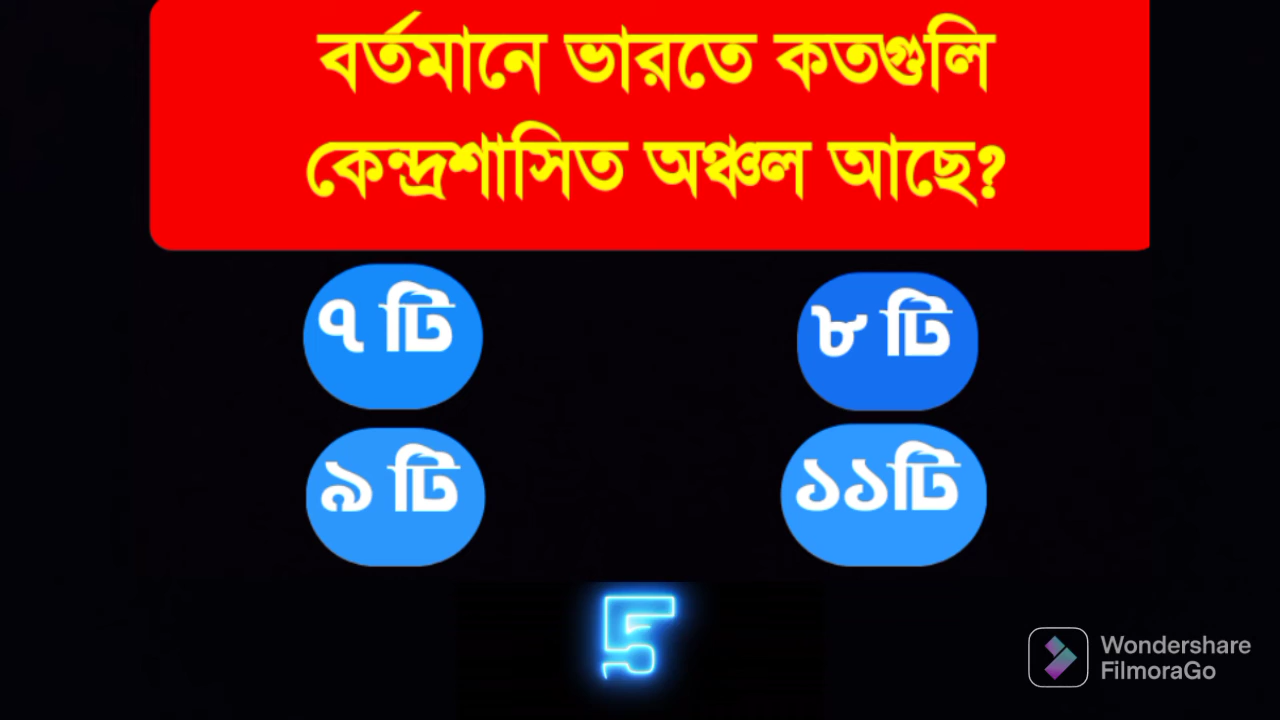 বর্তমানে ভারতে কতগুলি
কেন্দ্রশাসিত অঞ্চল আছে?
৭ টি
৮ টি
৯ টি
১১টি
5
Wondershare
FilmoraGo